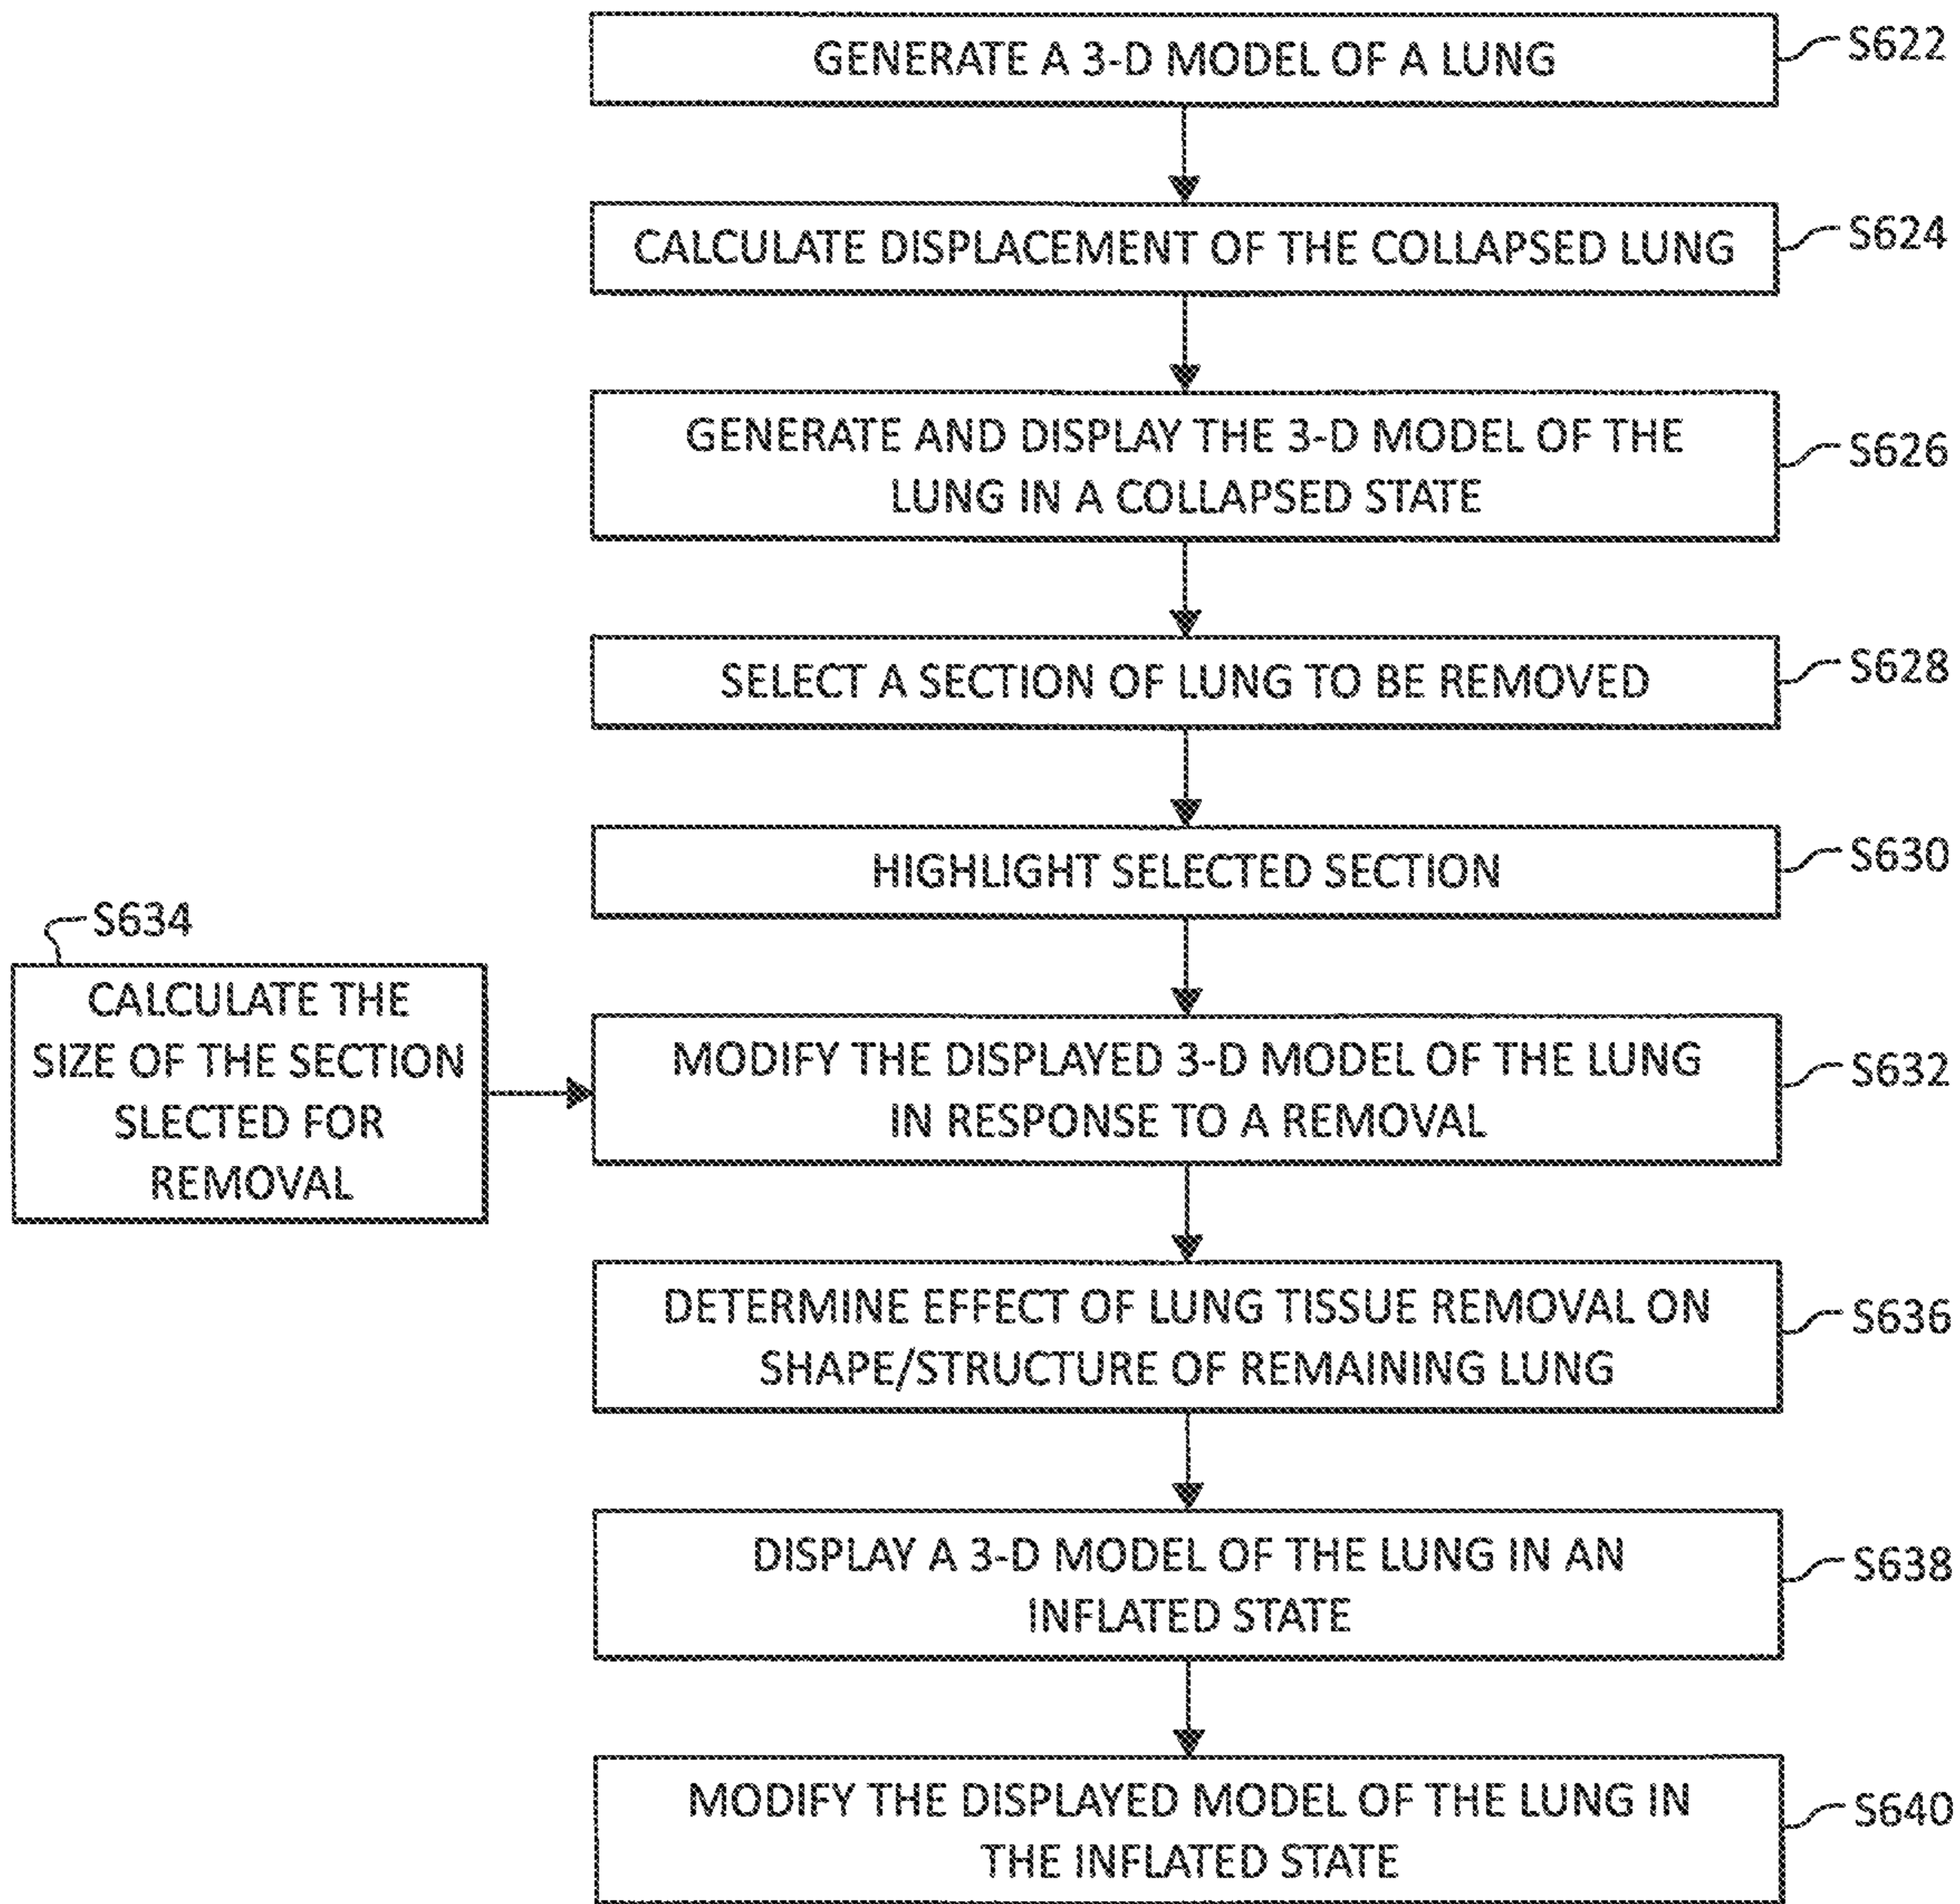 GENERATE A 3-D MODEL OF A LUNG
S622
CALCULATE DISPLACEMENT OF THE COLLAPSED LUNG
S624
GENERATE AND DISPLAY THE 3-D MODEL OF THE
LUNG IN A COLLAPSED STATE
S626
SELECT A SECTION OF LUNG TO BE REMOVED
S628
HIGHLIGHT SELECTED SECTION
S630
S634
CALCULATE THE
SIZE OF THE SECTION
SLECTED FOR
REMOVAL
MODIFY THE DISPLAYED 3-D MODEL OF THE LUNG
IN RESPONSE TO A REMOVAL
S632
DETERMINE EFFECT OF LUNG TISSUE REMOVAL ON
SHAPE/STRUCTURE OF REMAINING LUNG
S636
DISPLAY A 3-D MODEL OF THE LUNG IN AN
INFLATED STATE
S638
MODIFY THE DISPLAYED MODEL OF THE LUNG IN
THE INFLATED STATE
S640